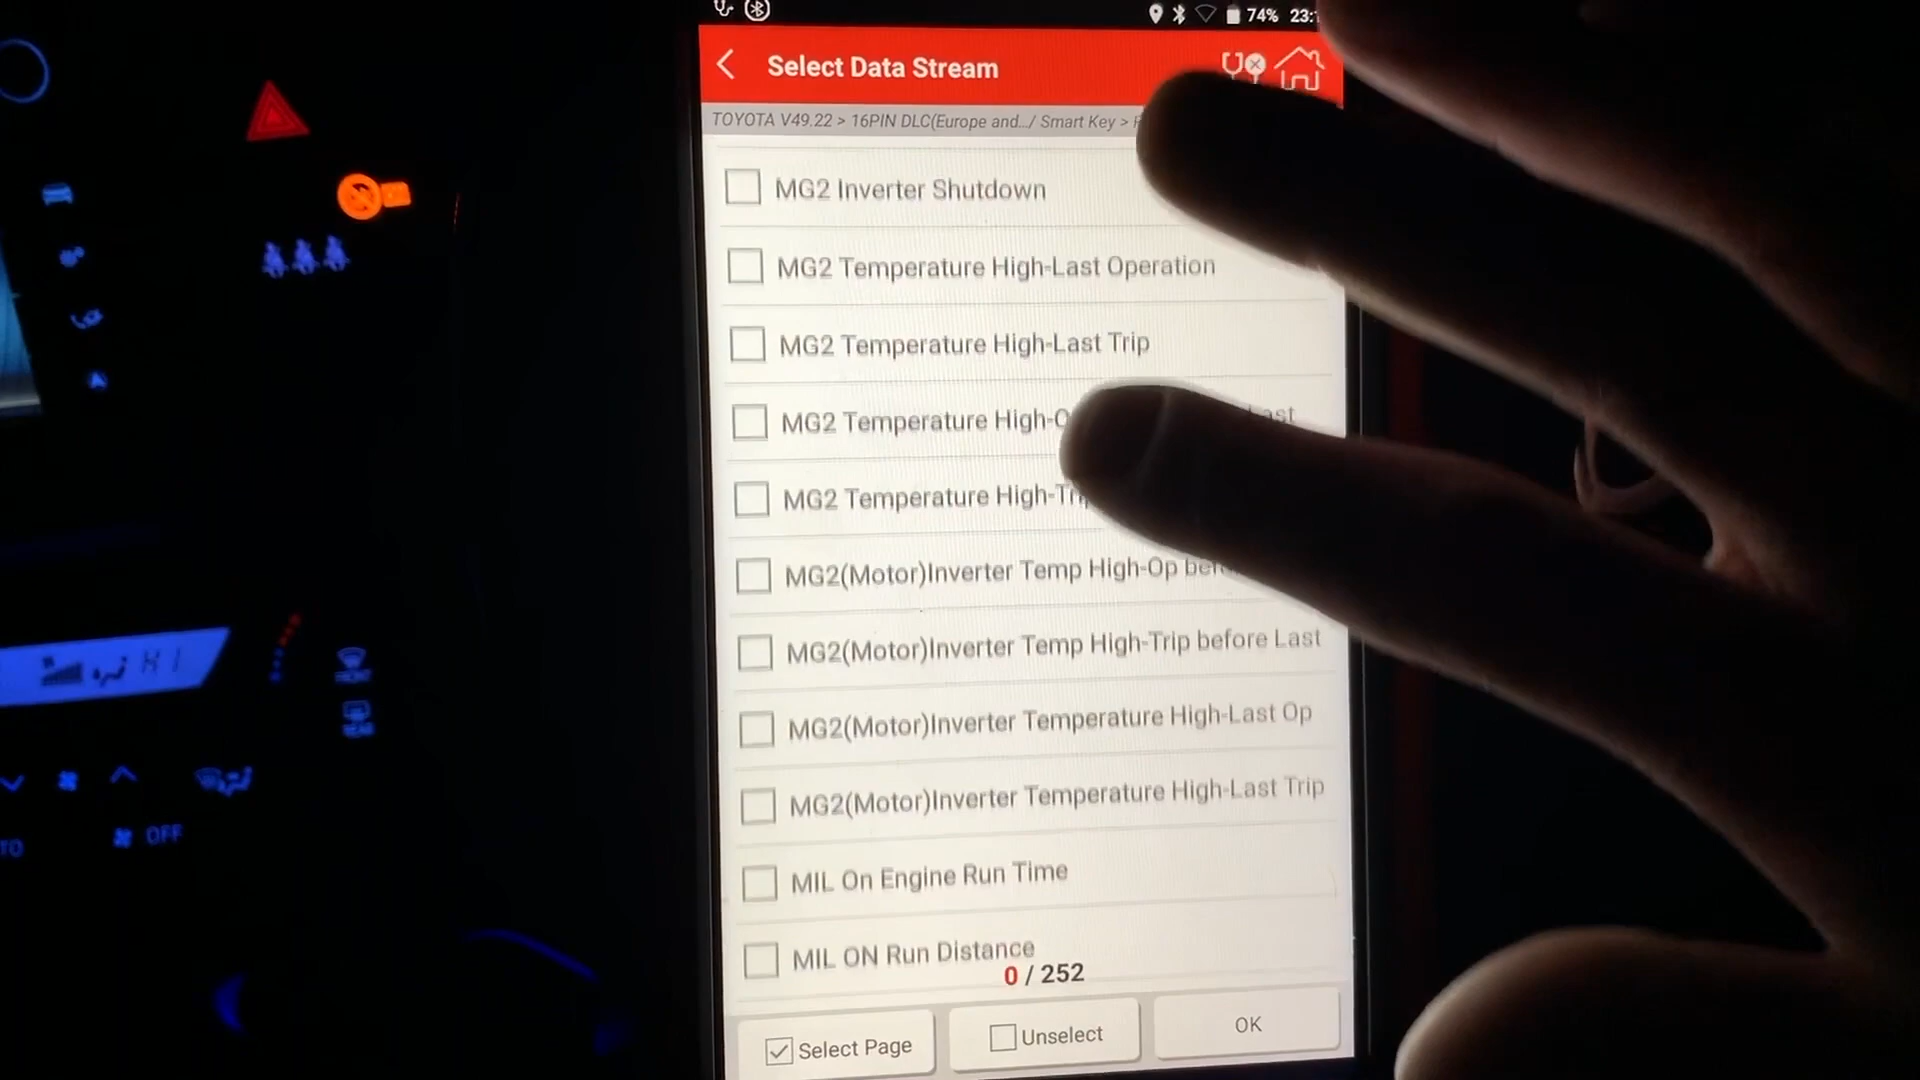 74% 23:
Select Data Stream
TOYOTA V49.22 > 16PIN DLC(Europe and.../ Smart Key >
MG2 Inverter Shutdown
MG2 Temperature High-Last Operation
MG2 Temperature High-Last Trip
MG2 Temperature
MG2 Temperature
MG2(Motor)Inverter Temp High-Op
MG2(Motor)Inverter Temp High-Trip before Last
MG2(Motor)Inverter Temperature High-Last Op
MG2(Motor)Inverter Temperature High-Last Trip
MIL On Engine Run Time
MIL ON Run Distance
0 / 252
Select Page
Unselect
OK
HI
FRONT
REAR
OFF